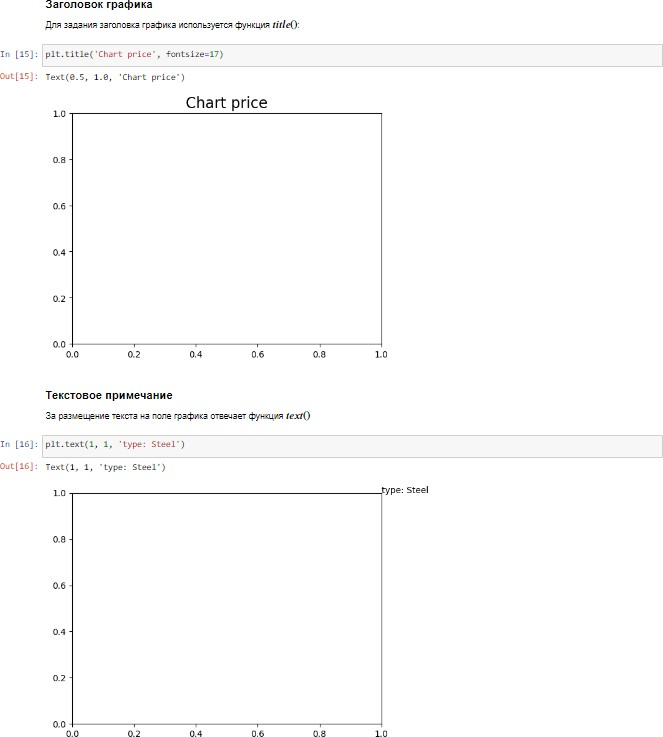 Заголовок графика
Для задания заголовка графика используется функция title():
In [15]: plt.title('Chart price', fontsize=17)
Out[15]: Text(0.5, 1.0, 'Chart price')
Chart price
1.0
0.8
0.6
0.4
0.2
0.0
0.0 0.2 0.4 0.6 0.8 1.0
Текстовое примечание
За размещение текста на поле графика отвечает функция text()
In [16]: plt.text(1, 1, 'type: Steel')
Out[16]: Text(1, 1, 'type: Steel')
type: Steel
1.0
0.8
0.6
0.4
0.2
0.0
0.0 0.2 0.4 0.6 0.8 1.0